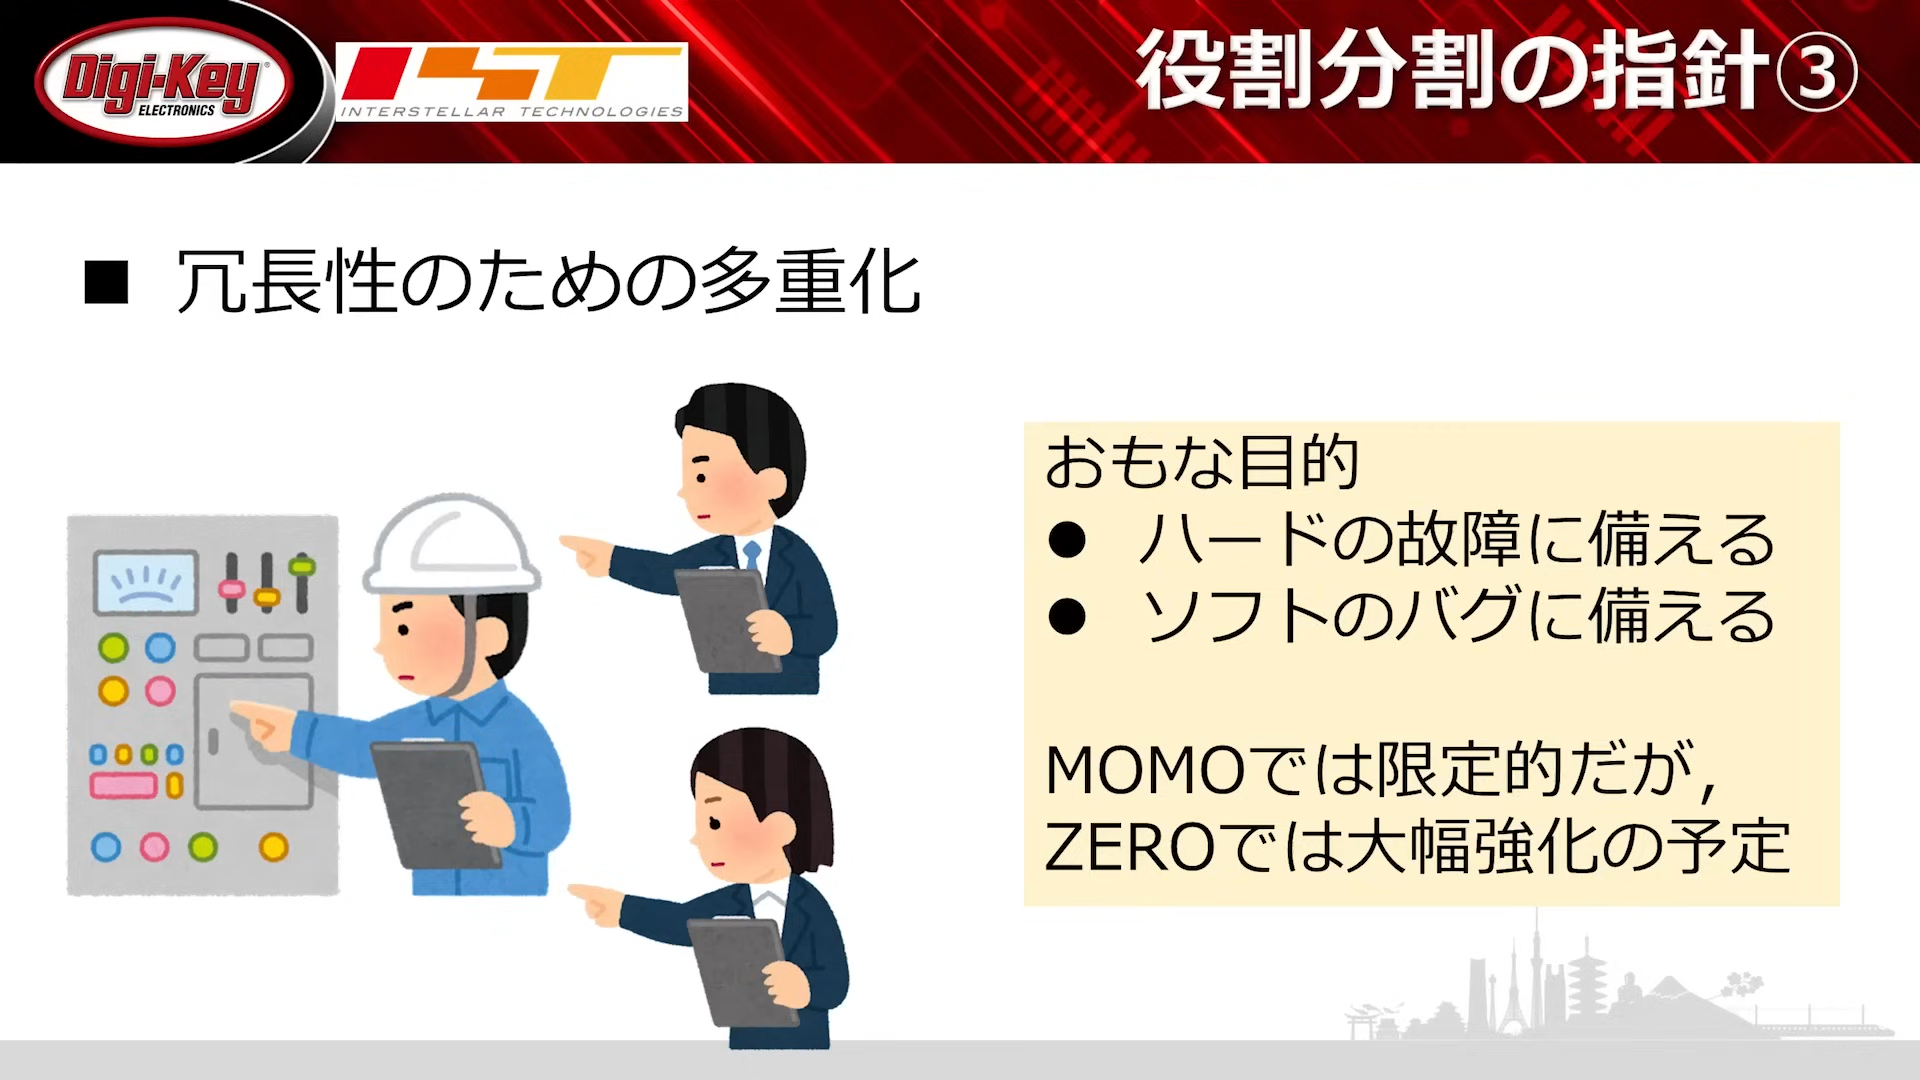 Digi-Key
ELECTRONICS
IST
INTERSTELLAR TECHNOLOGIES
役割分割の指針③
■ 冗長性のための多重化
おもな目的
● ハードの故障に備える
● ソフトのバグに備える
MOMOでは限定的だが,
ZEROでは大幅強化の予定